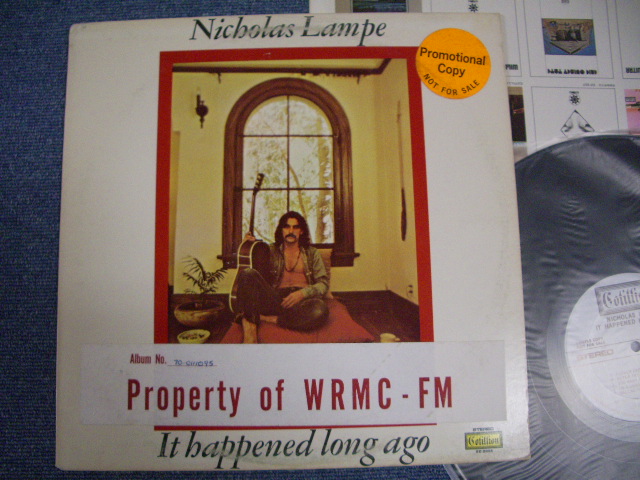 Nicholas Lampe
Promotional
Copy
NOT FOR SALE
Album No.
Property of WRMC - FM
It happened long ago
STEREO
Cotillion
Cotillion
NICHOLAS
IT HAPPENED
STEREO